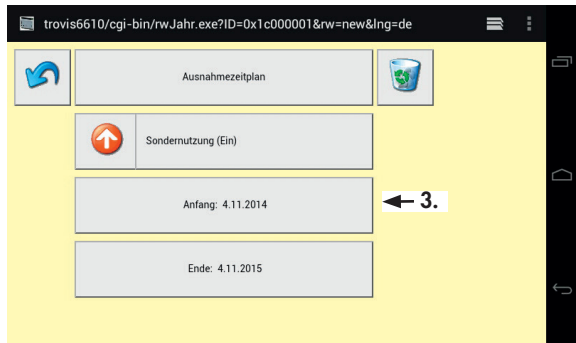 trovis6610/cgi-bin/rwJahr.exe?ID=0x1c000001&rw=new&lng=de
Ausnahmezeitplan
Sondernutzung (Ein)
Anfang: 4.11.2014
3.
Ende: 4.11.2015